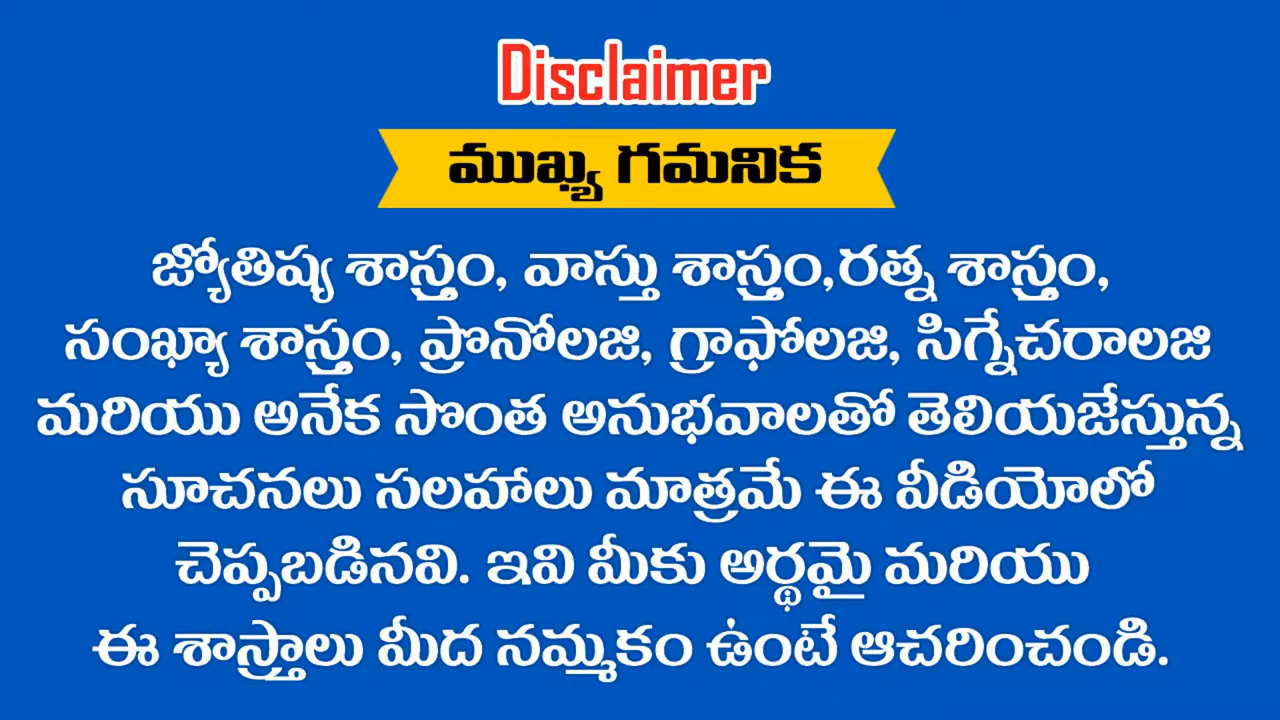 Disclaimer
ముఖ్య గమనిక
జ్యోతిష్య శాస్త్రం, వాస్తు శాస్త్రం,రత్న శాస్త్రం,
సంఖ్యా శాస్త్రం, ప్రొనోలజి, గ్రాఫోలజి, సిగ్నేచరాలజి
మరియు అనేక సొంత అనుభవాలతో తెలియజేస్తున్న
సూచనలు సలహాలు మాత్రమే ఈ వీడియోలో
చెప్పబడినవి. ఇవి మీకు అర్థమై మరియు
ఈ శాస్త్రాలు మీద నమ్మకం ఉంటే ఆచరించండి.